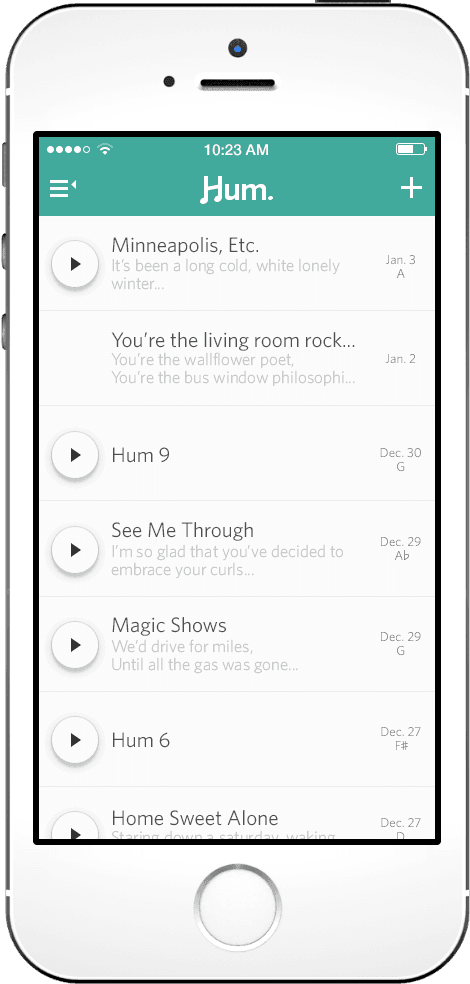 10:23 AM
Hum.
Minneapolis, Etc.
It's been a long cold, white lonely
winter...
Jan. 3
A
You're the living room rock...
You're the wallflower poet,
You're the bus window philosophi...
Jan. 2
Hum 9
Dec. 30
G
See Me Through
I'm so glad that you've decided to
embrace your curls...
Dec. 29
A♭
Magic Shows
We'd drive for miles,
Until all the gas was gone...
Dec. 29
G
Hum 6
Dec. 27
F♯
Home Sweet Alone
Staring down a saturday, waking
Dec. 27
D